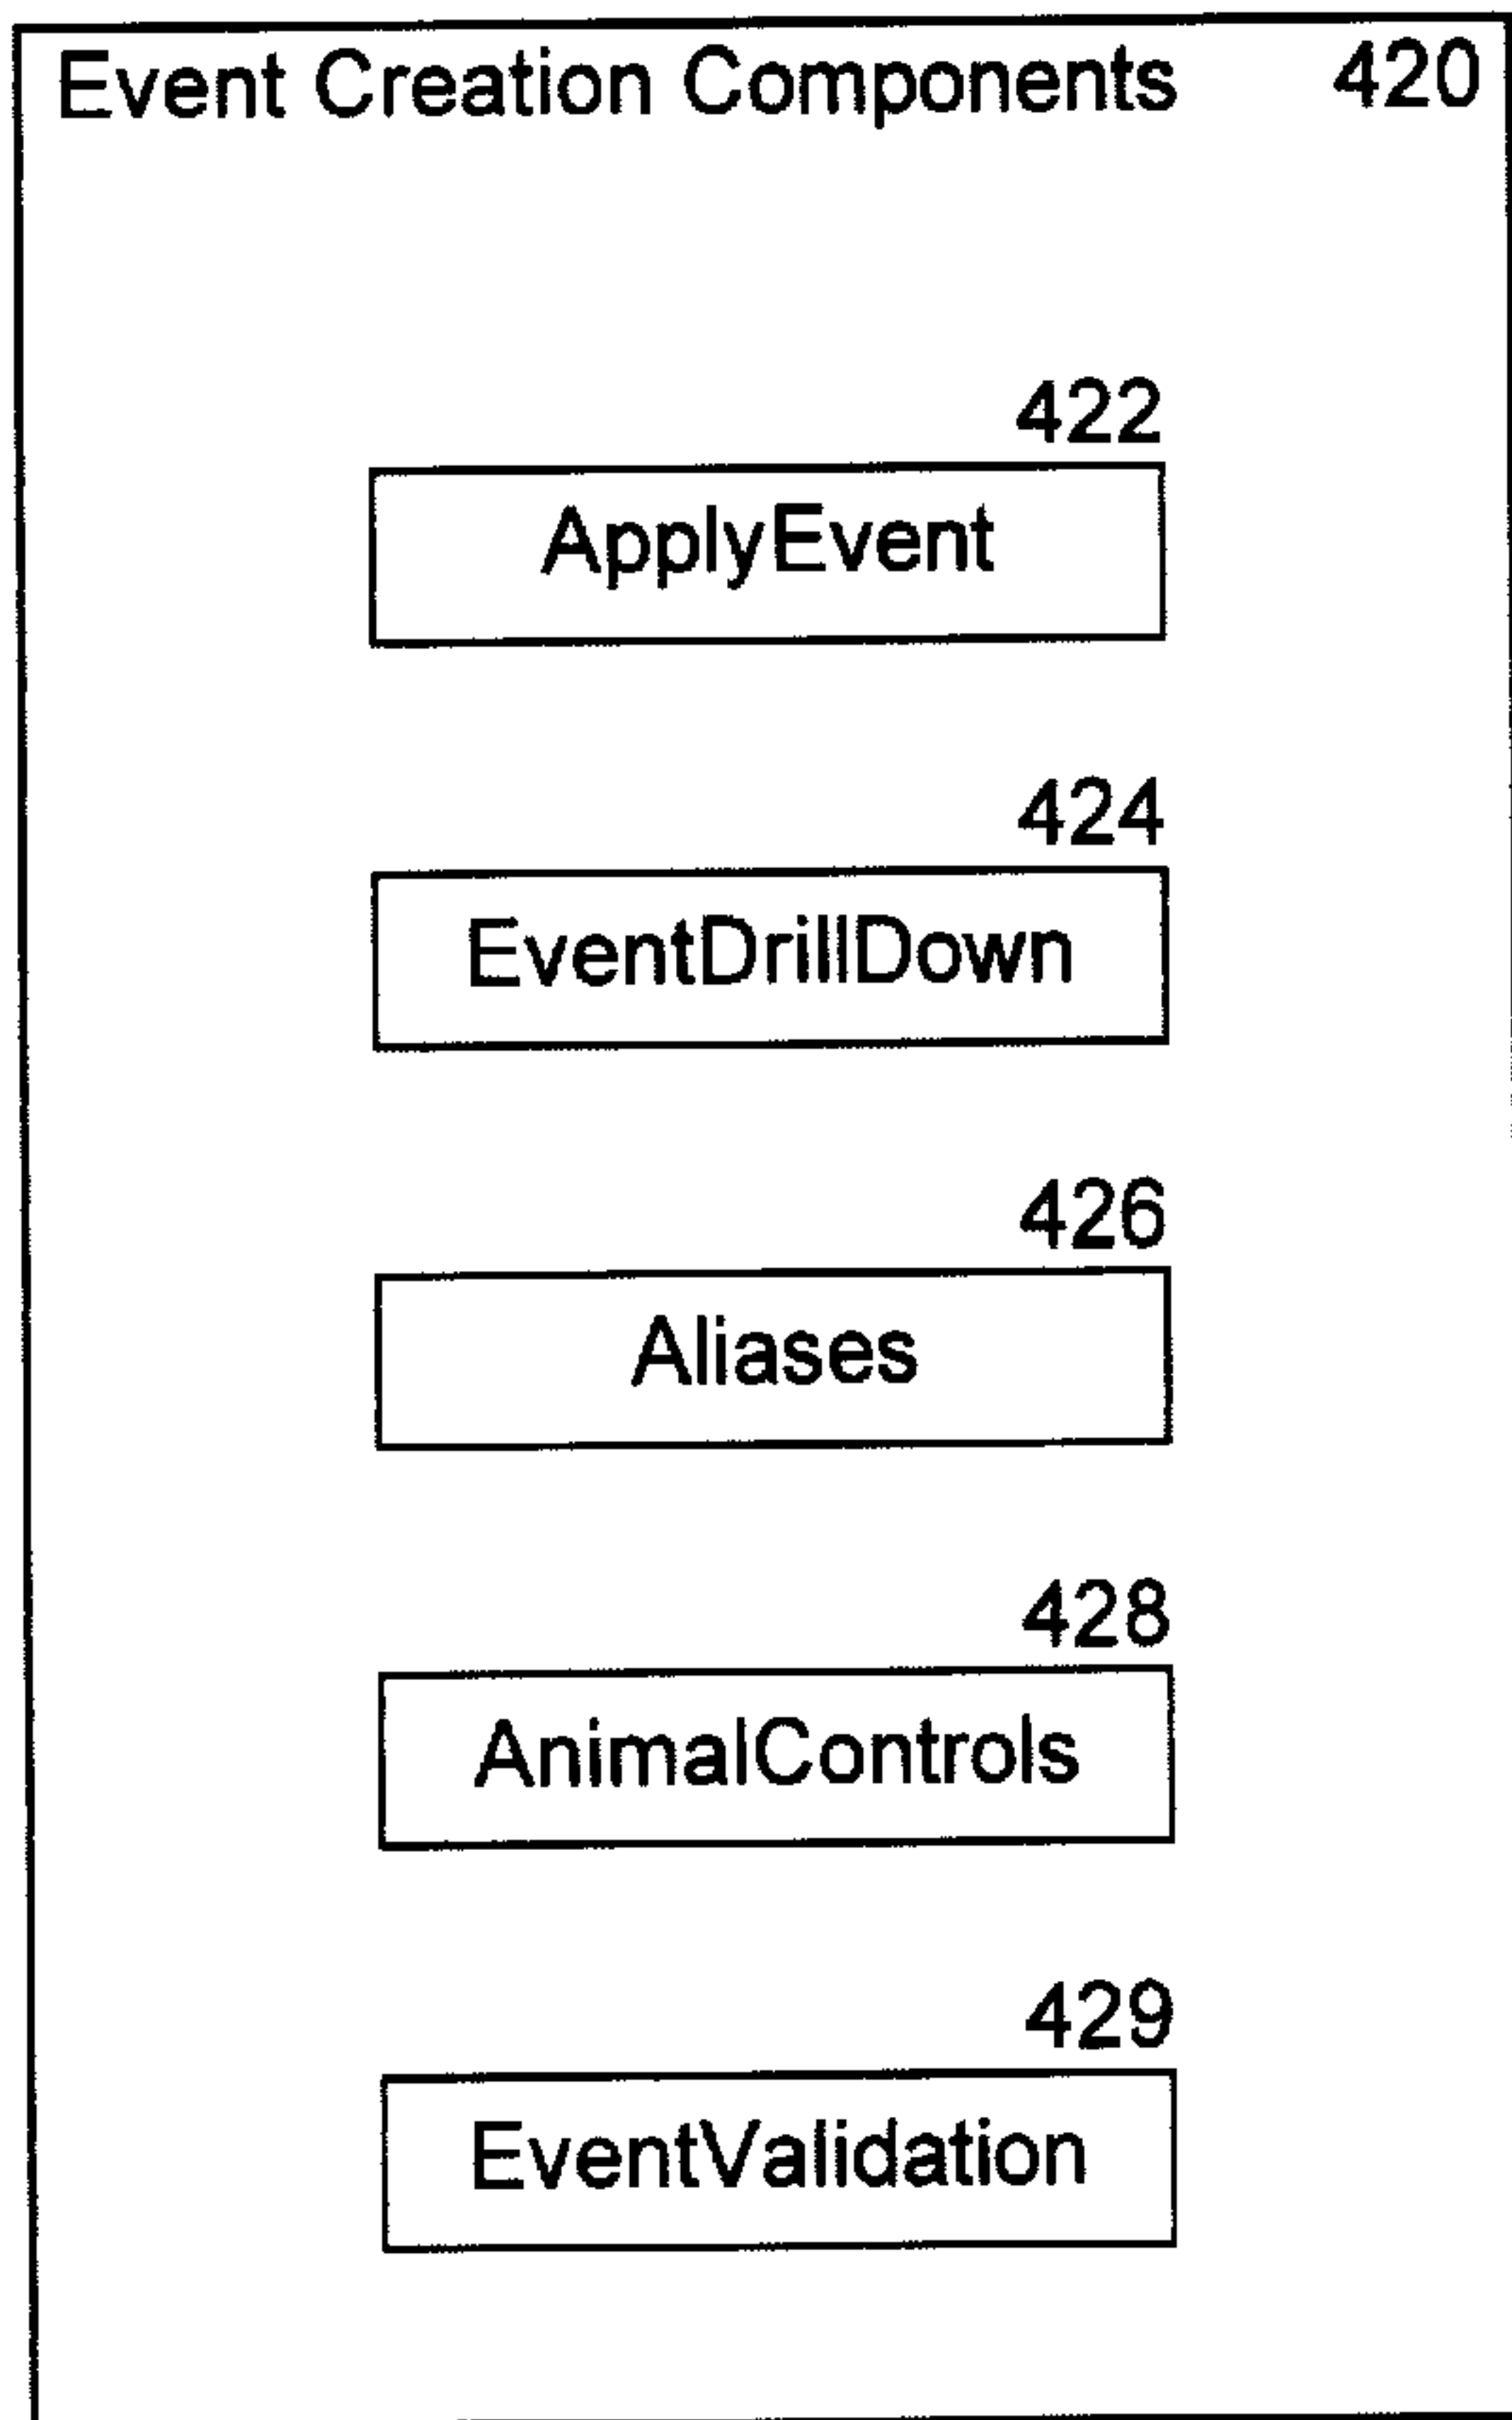 Event Creation Components 420
422
ApplyEvent
424
EventDrillDown
426
Aliases
428
AnimalControls
429
EventValidation